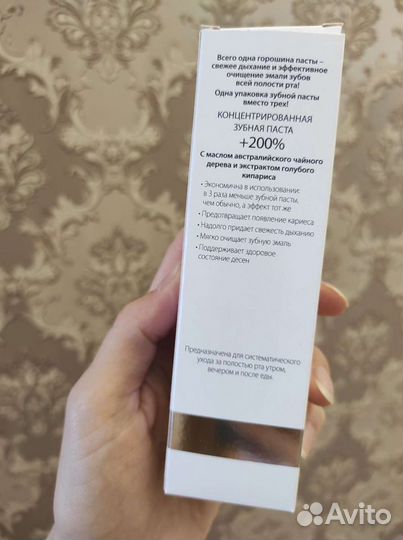 Всего одна горошина пасты –
свежее дыхание и эффективное
очищение эмали зубов
всей полости рта!
Одна упаковка зубной пасты
вместо трех!
КОНЦЕНТРИРОВАННАЯ
ЗУБНАЯ ПАСТА
+200%
С маслом австралийского чайного
дерева и экстрактом голубого
кипариса
• Экономична в использовании:
в 3 раза меньше зубной пасты,
чем обычно, а эффект тот же
• Предотвращает появление кариеса
• Надолго придает свежесть дыханию
• Мягко очищает зубную эмаль
• Поддерживает здоровое
состояние десен
Предназначена для систематического
ухода за полостью рта утром,
вечером и после еды.
Avito